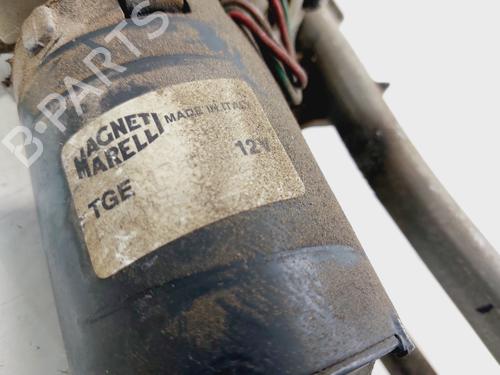 B-PARTS
MAGNETI
MARELLI
MADE IN ITALY
TGE
12V